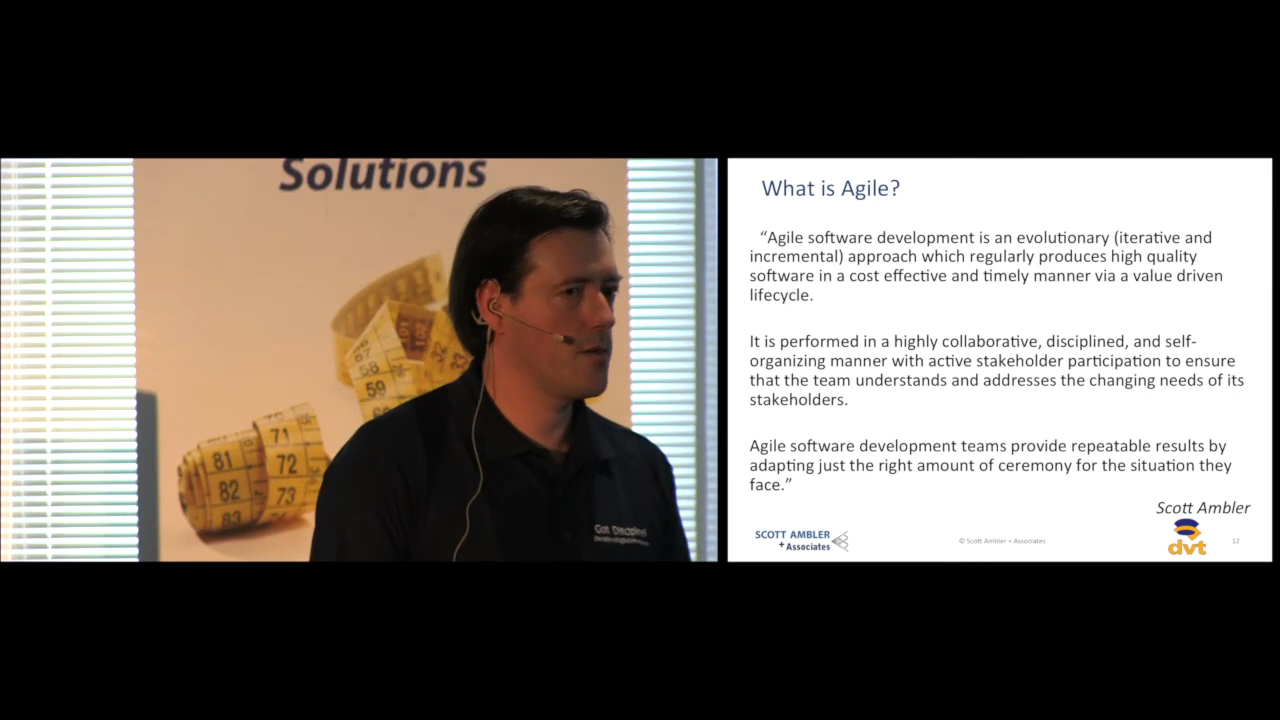 Solutions
59
71
81
72
82
73
83
Got Discipline?
What is Agile?
“Agile software development is an evolutionary (iterative and
incremental) approach which regularly produces high quality
software in a cost effective and timely manner via a value driven
lifecycle.
It is performed in a highly collaborative, disciplined, and self-
organizing manner with active stakeholder participation to ensure
that the team understands and addresses the changing needs of its
stakeholders.
Agile software development teams provide repeatable results by
adapting just the right amount of ceremony for the situation they
face.”
Scott Ambler
SCOTT AMBLER
+ Associates
© Scott Ambler + Associates
dvt
12